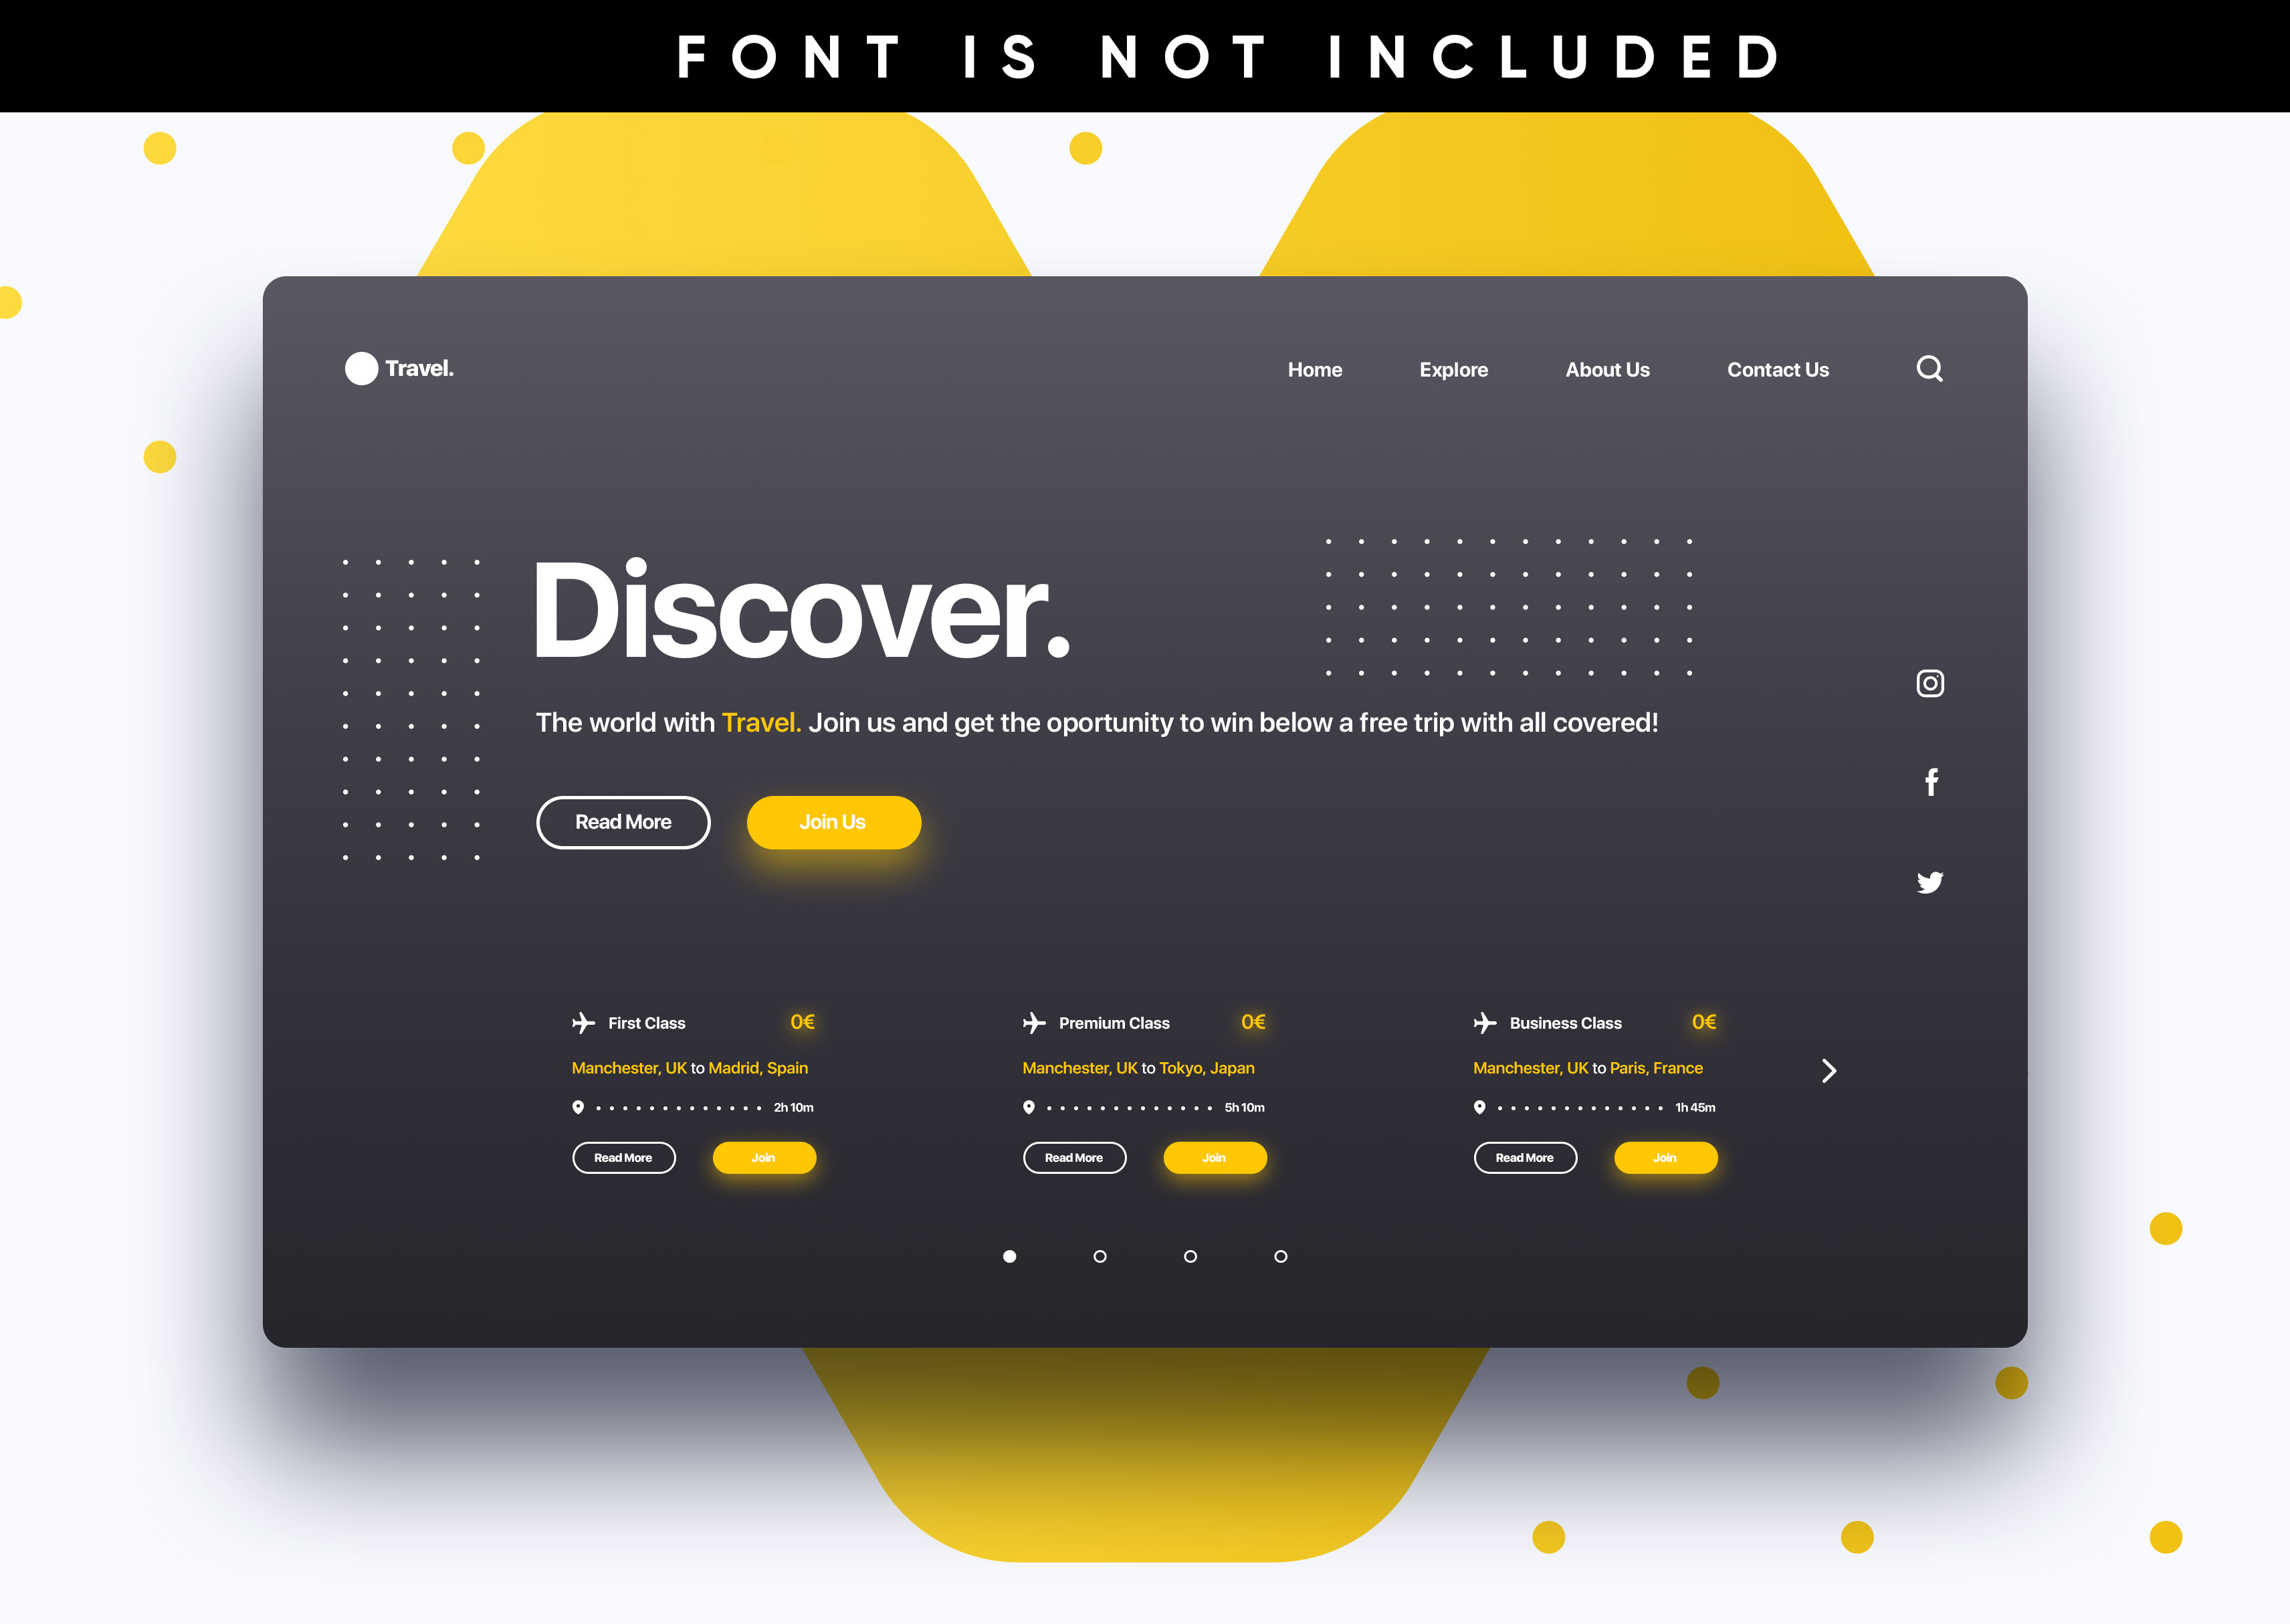 FONT IS NOT INCLUDED
Travel.
Home Explore About Us Contact Us
Discover.
The world with Travel. Join us and get the oportunity to win below a free trip with all covered!
Read More Join Us
First Class 0€
Manchester, UK to Madrid, Spain
2h 10m
Read More Join
Premium Class 0€
Manchester, UK to Tokyo, Japan
5h 10m
Read More Join
Business Class 0€
Manchester, UK to Paris, France
1h 45m
Read More Join